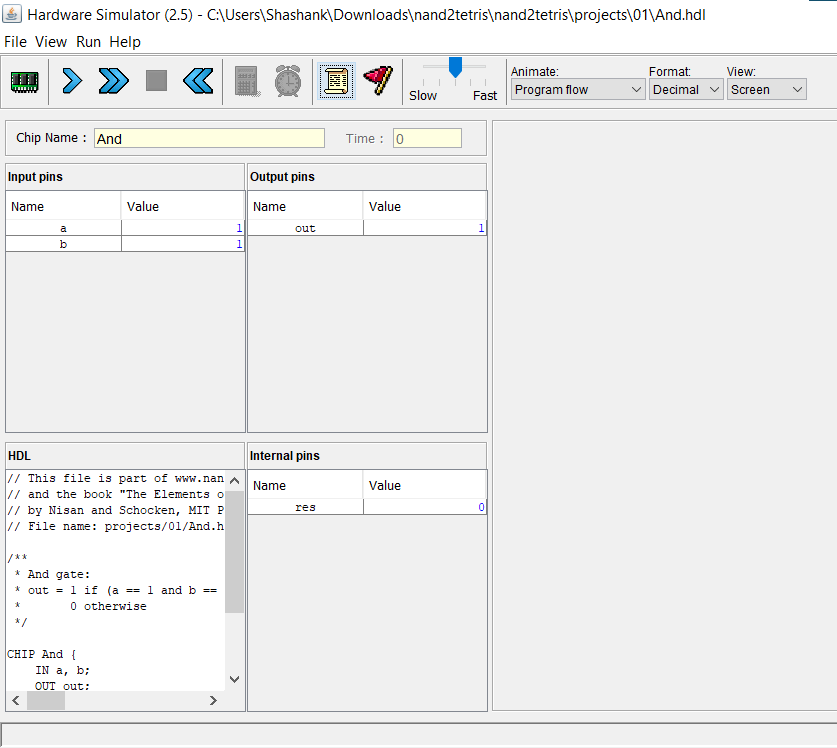 Hardware Simulator (2.5) - C:\Users\Shashank\Downloads\nand2tetris\nand2tetris\projects\01\And.hdl
File View Run Help
Slow Fast
Animate: Format: View:
Program flow Decimal Screen
Chip Name : And Time : 0
Input pins
Name Value
a 1
b 1
Output pins
Name Value
out 1
HDL
// This file is part of www.nan
// and the book "The Elements o
// by Nisan and Schocken, MIT P
// File name: projects/01/And.h
/**
* And gate:
* out = 1 if (a == 1 and b ==
* 0 otherwise
*/
CHIP And {
IN a, b;
OUT out;
Internal pins
Name Value
res 0